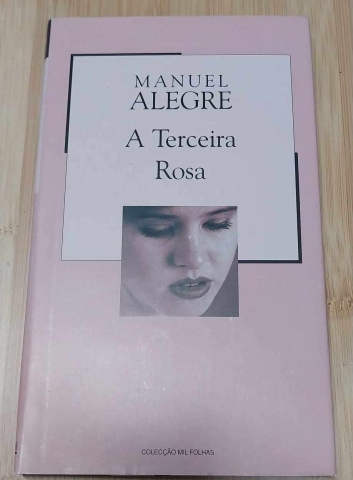 MANUEL
ALEGRE
A Terceira
Rosa
COLECÇÃO MIL FOLHAS